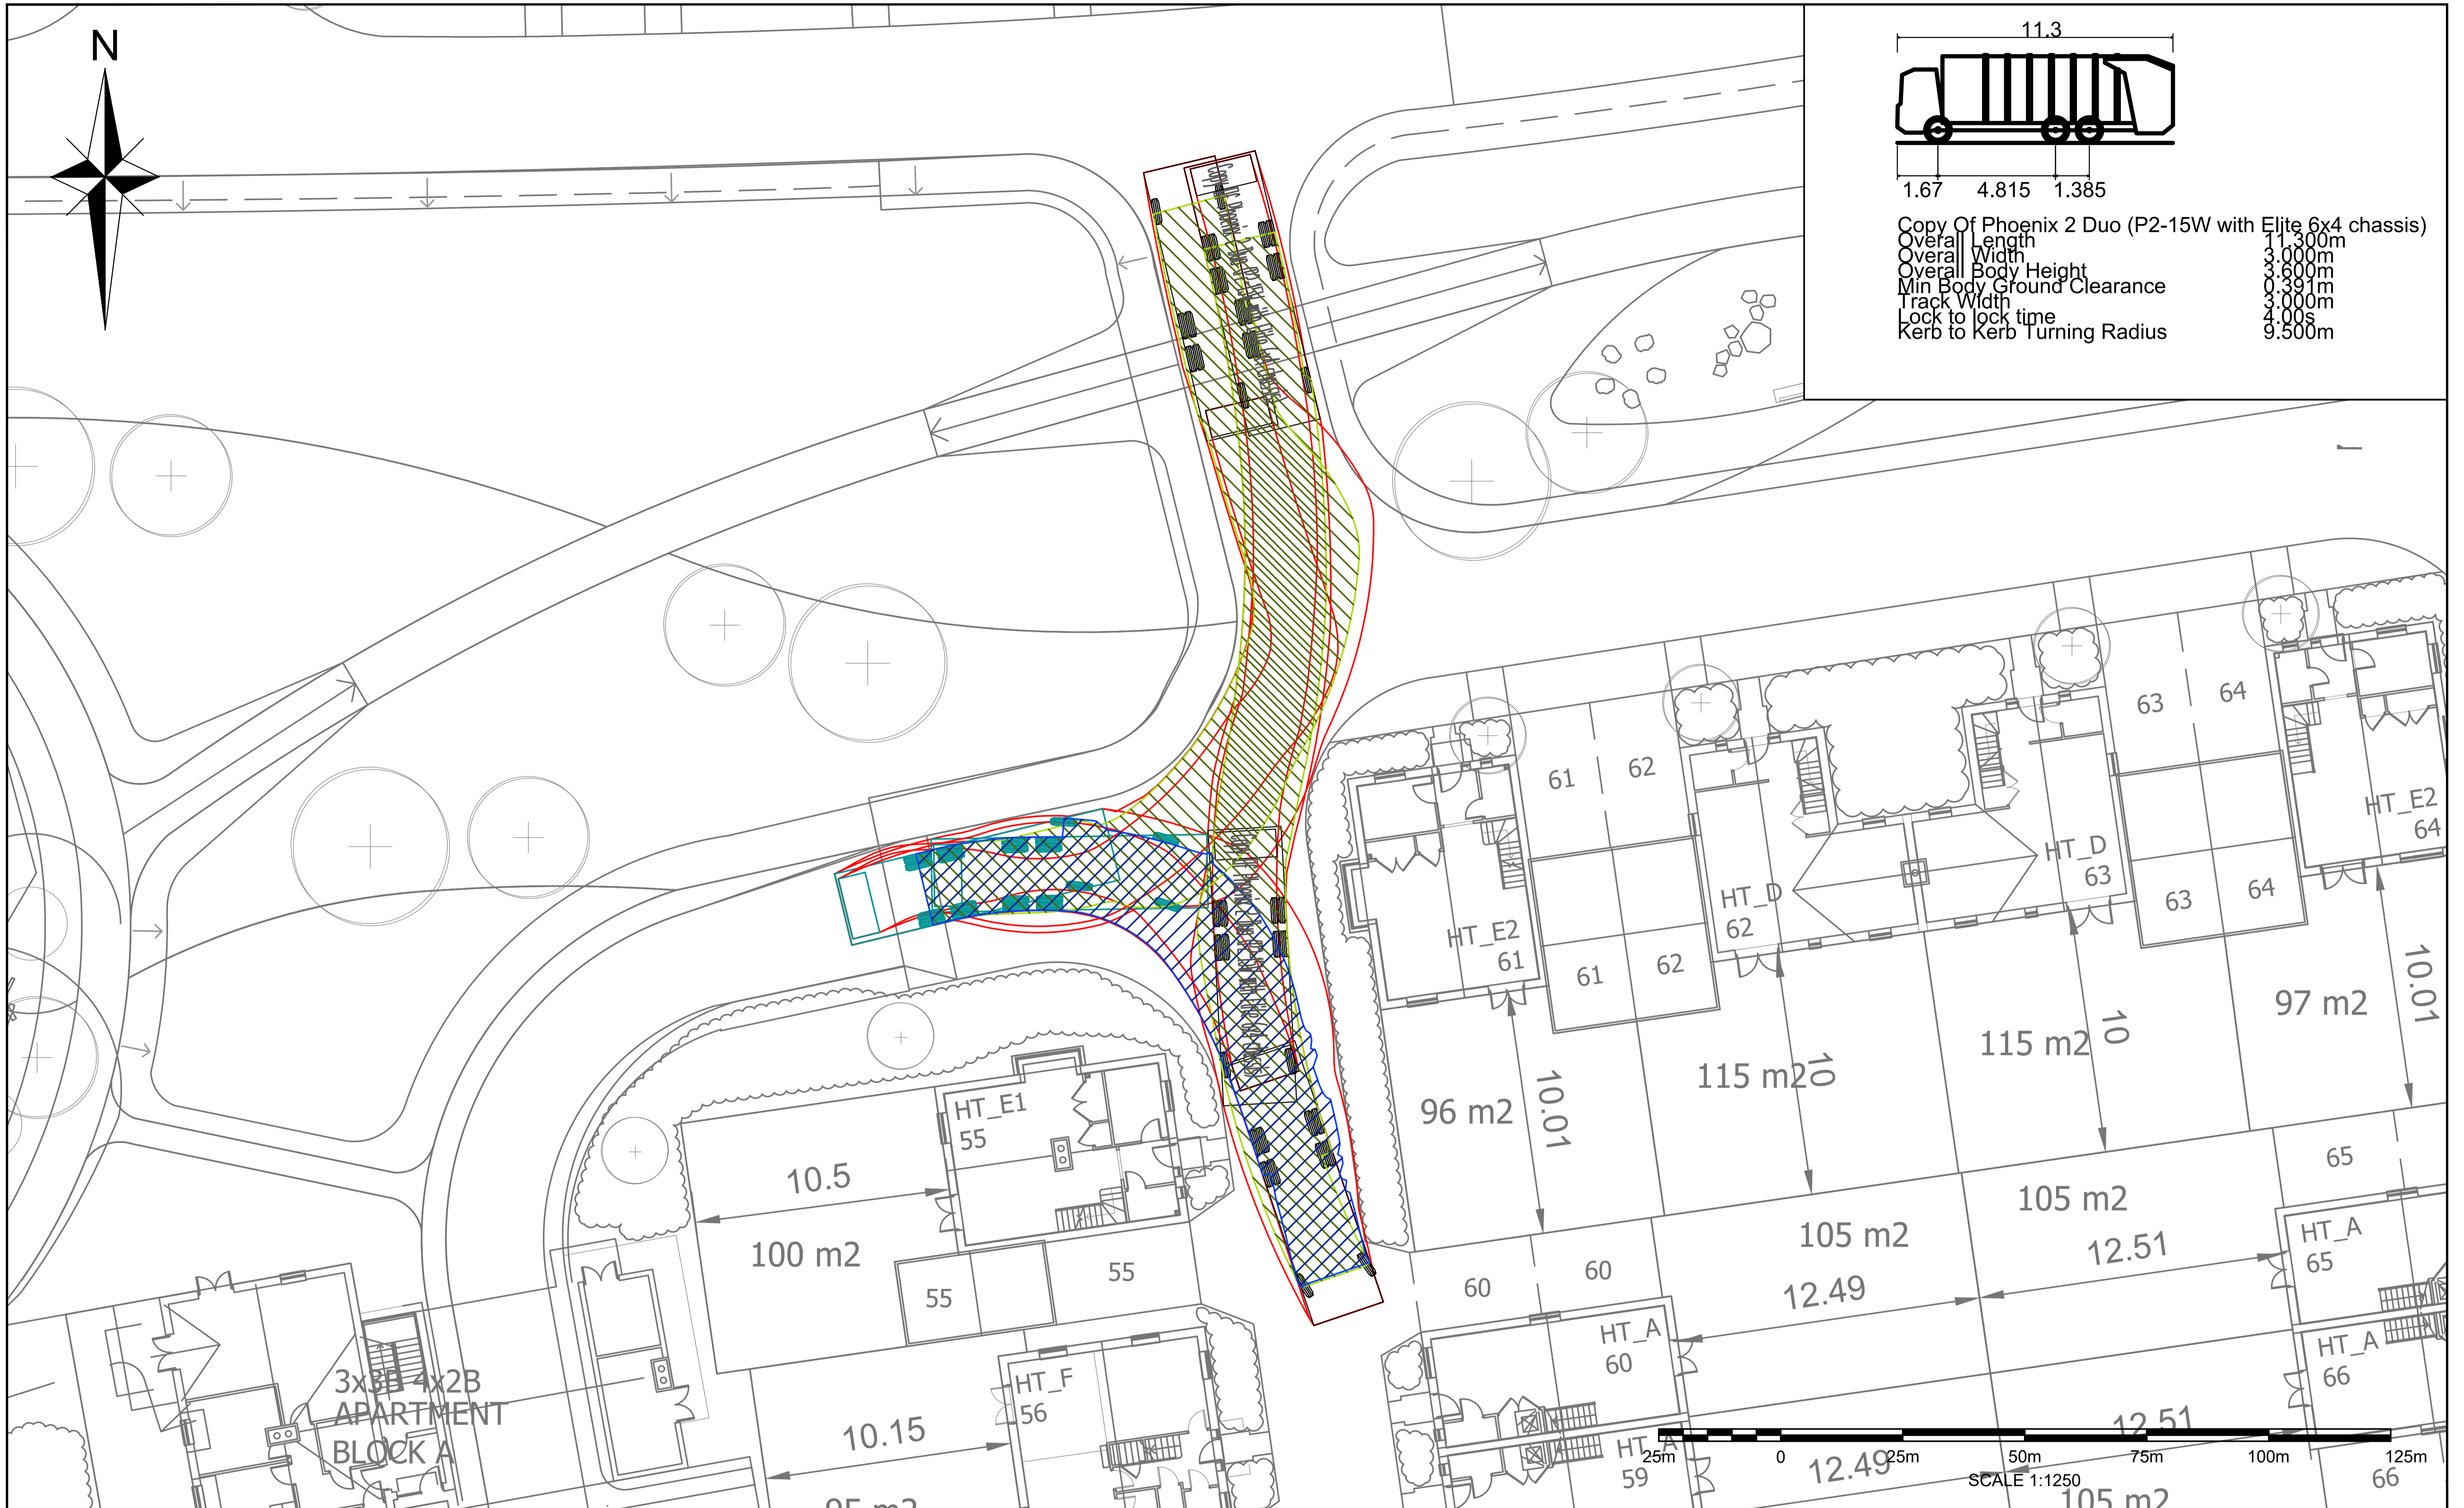 N
11.3
1.67 4.815 1.385
Copy Of Phoenix 2 Duo (P2-15W with Elite 6x4 chassis)
Overall Length 11.300m
Overall Width 3.000m
Overall Body Height 3.600m
Min Body Ground Clearance 0.391m
Track Width 3.000m
Lock to lock time 4.00s
Kerb to Kerb Turning Radius 9.500m
61
62
63
64
HT_E2
64
HT_D
63
HT_D
62
HT_E2
61
61
62
63
64
97 m2
10.01
115 m2
10
115 m2
10
96 m2
10.01
HT_E1
55
10.5
100 m2
55
55
65
105 m2
105 m2
12.51
12.49
HT_A
65
60
60
HT_A
60
HT_A
66
HT_F
56
10.15
3x3B 4x2B
APARTMENT
BLOCK A
12.51
HT_A
59
12.49
66
105 m2
25m 0 25m 50m 75m 100m 125m
SCALE 1:1250